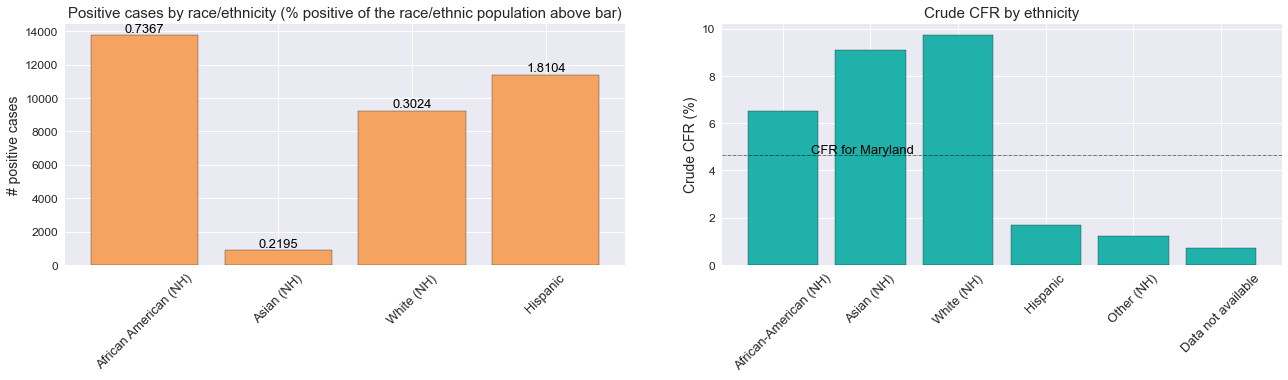 Positive cases by race/ethnicity (% positive of the race/ethnic population above bar)
# positive cases
14000
12000
10000
8000
6000
4000
2000
0
0.7367
0.2195
0.3024
1.8104
African American (NH)
Asian (NH)
White (NH)
Hispanic
Crude CFR by ethnicity
Crude CFR (%)
10
8
6
4
2
0
CFR for Maryland
African-American (NH)
Asian (NH)
White (NH)
Hispanic
Other (NH)
Data not available